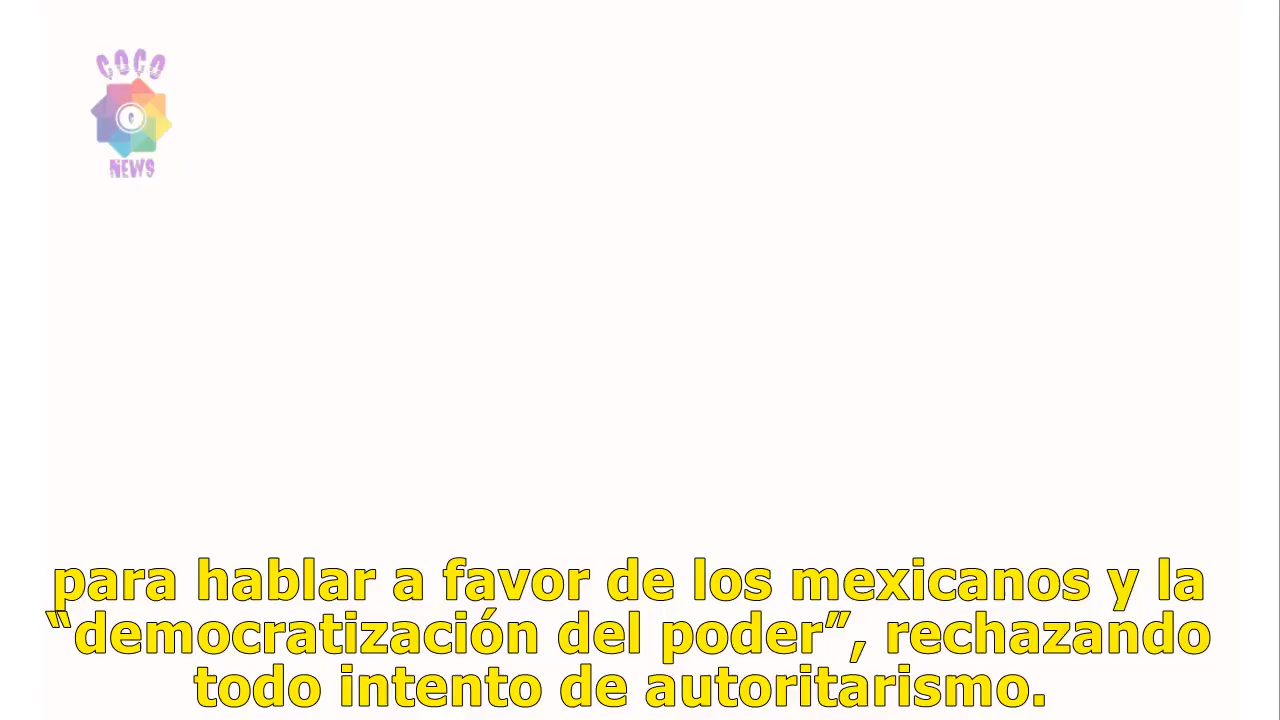 COCO
NEWS
para hablar a favor de los mexicanos y la
“democratización del poder”, rechazando
todo intento de autoritarismo.